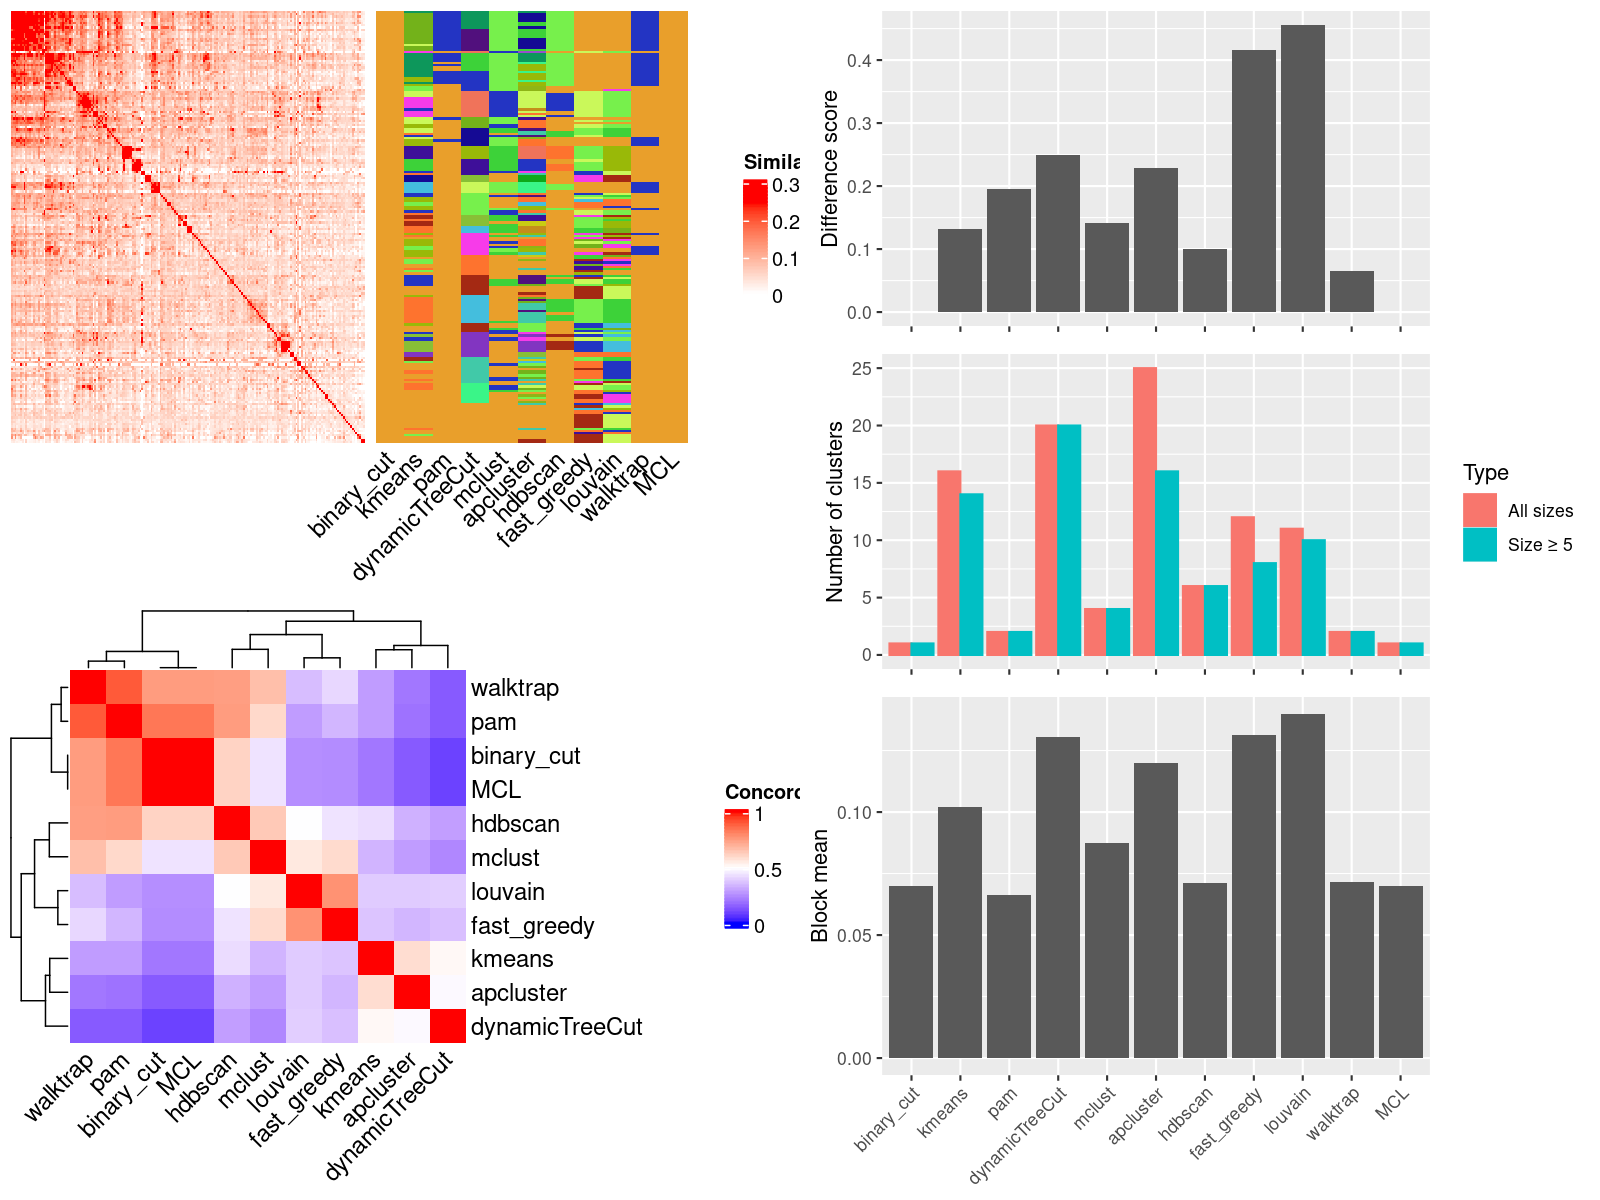 Simila
0.3
0.2
0.1
0
binary_cut
kmeans
pam
dynamicTreeCut
mclust
apcluster
hdbscan
fast_greedy
louvain
walktrap
MCL
walktrap
pam
binary_cut
MCL
hdbscan
mclust
louvain
fast_greedy
kmeans
apcluster
dynamicTreeCut
Concord
1
0.5
0
walktrap
pam
binary_cut
MCL
hdbscan
mclust
louvain
fast_greedy
kmeans
apcluster
dynamicTreeCut
Difference score
0.4
0.3
0.2
0.1
0.0
Number of clusters
25
20
15
10
5
0
Type
All sizes
Size ≥ 5
Block mean
0.10
0.05
0.00
binary_cut
kmeans
pam
dynamicTreeCut
mclust
apcluster
hdbscan
fast_greedy
louvain
walktrap
MCL